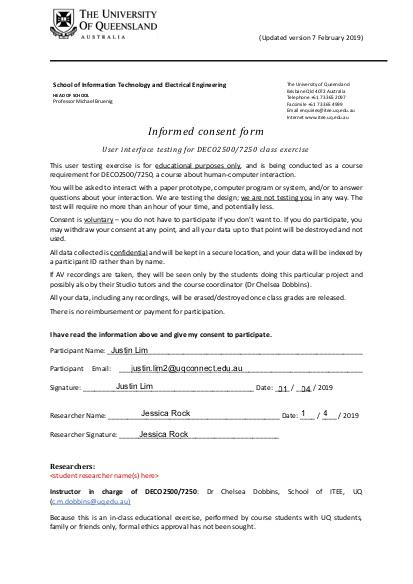 THE UNIVERSITY
OF QUEENSLAND
AUSTRALIA
(Updated version 7 February 2019)
School of Information Technology and Electrical Engineering
HEAD OF SCHOOL
Professor Michael Bruenig
The University of Queensland
Brisbane Qld 4072 Australia
Telephone +61 7 3365 2097
Facsimile +61 7 3365 4999
Email enquiries@itee.uq.edu.au
Internet www.itee.uq.edu.au
Informed consent form
User interface testing for DECO2500/7250 class exercise
This user testing exercise is for educational purposes only, and is being conducted as a course
requirement for DECO2500/7250, a course about human-computer interaction.
You will be asked to interact with a paper prototype, computer program or system, and/or to answer
questions about your interaction. We are testing the design; we are not testing you in any way. The
test will require no more than an hour of your time, and potentially less.
Consent is voluntary – you do not have to participate if you don't want to. If you do participate, you
may withdraw your consent at any point, and all your data up to that point will be destroyed and not
used.
All data collected is confidential and will be kept in a secure location, and your data will be indexed by
a participant ID rather than by name.
If AV recordings are taken, they will be seen only by the students doing this particular project and
possibly also by their Studio tutors and the course coordinator (Dr Chelsea Dobbins).
All your data, including any recordings, will be erased/destroyed once class grades are released.
There is no reimbursement or payment for participation.
I have read the information above and give my consent to participate.
Participant Name: Justin Lim
Participant Email: justin.lim2@uqconnect.edu.au
Signature: Justin Lim Date: 01 / 04 / 2019
Researcher Name: Jessica Rock Date: 1 / 4 / 2019
Researcher Signature: Jessica Rock
Researchers:
<student researcher name(s) here>
Instructor in charge of DECO2500/7250: Dr Chelsea Dobbins, School of ITEE, UQ
(c.m.dobbins@uq.edu.au)
Because this is an in-class educational exercise, performed by course students with UQ students,
family or friends only, formal ethics approval has not been sought.